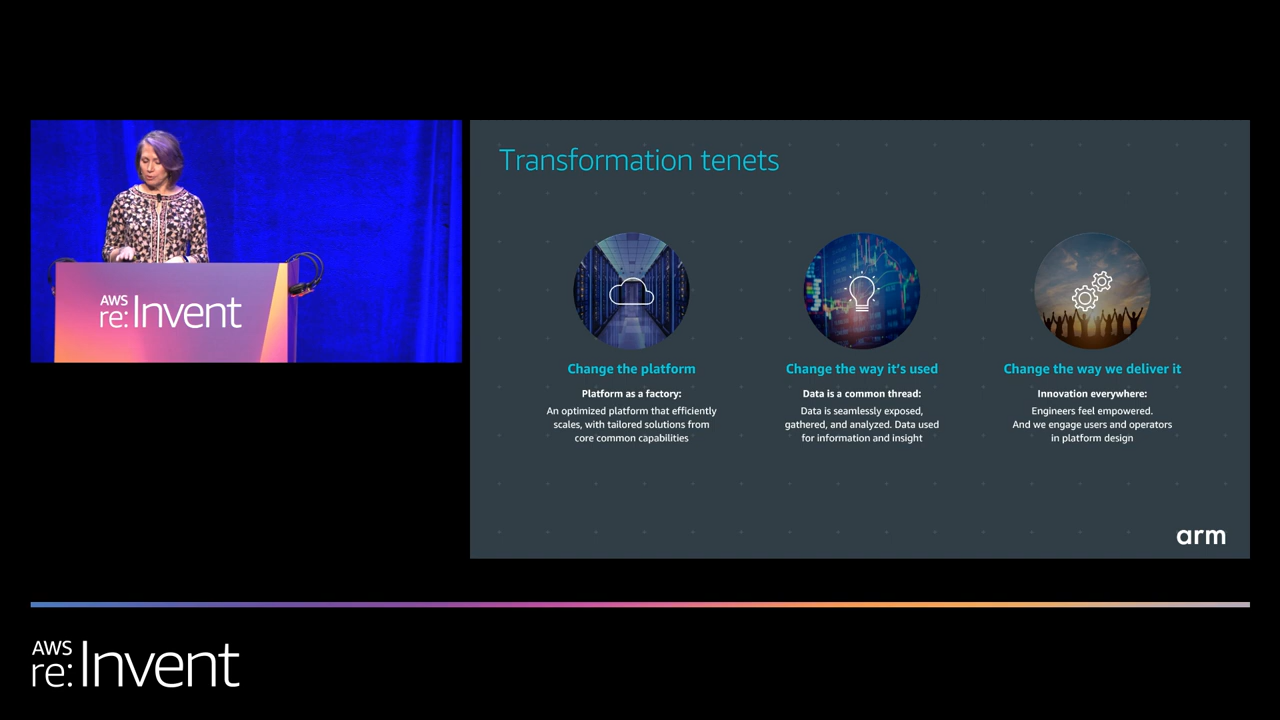 AWS
re:Invent
Transformation tenets
Change the platform
Platform as a factory:
An optimized platform that efficiently
scales, with tailored solutions from
core common capabilities
Change the way it's used
Data is a common thread:
Data is seamlessly exposed,
gathered, and analyzed. Data used
for information and insight
Change the way we deliver it
Innovation everywhere:
Engineers feel empowered.
And we engage users and operators
in platform design
arm
AWS
re:Invent